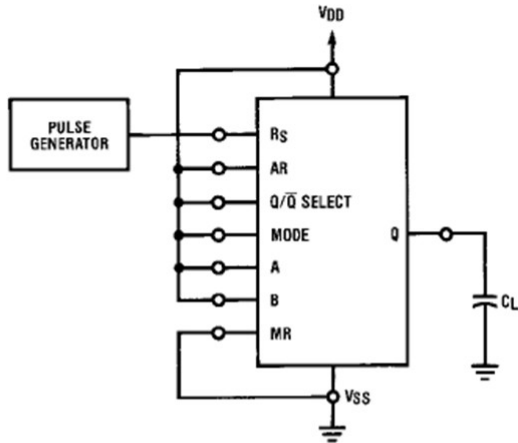 VDD
PULSE
GENERATOR
RS
AR
Q/Q̅ SELECT
MODE
A
B
MR
Q
CL
VSS